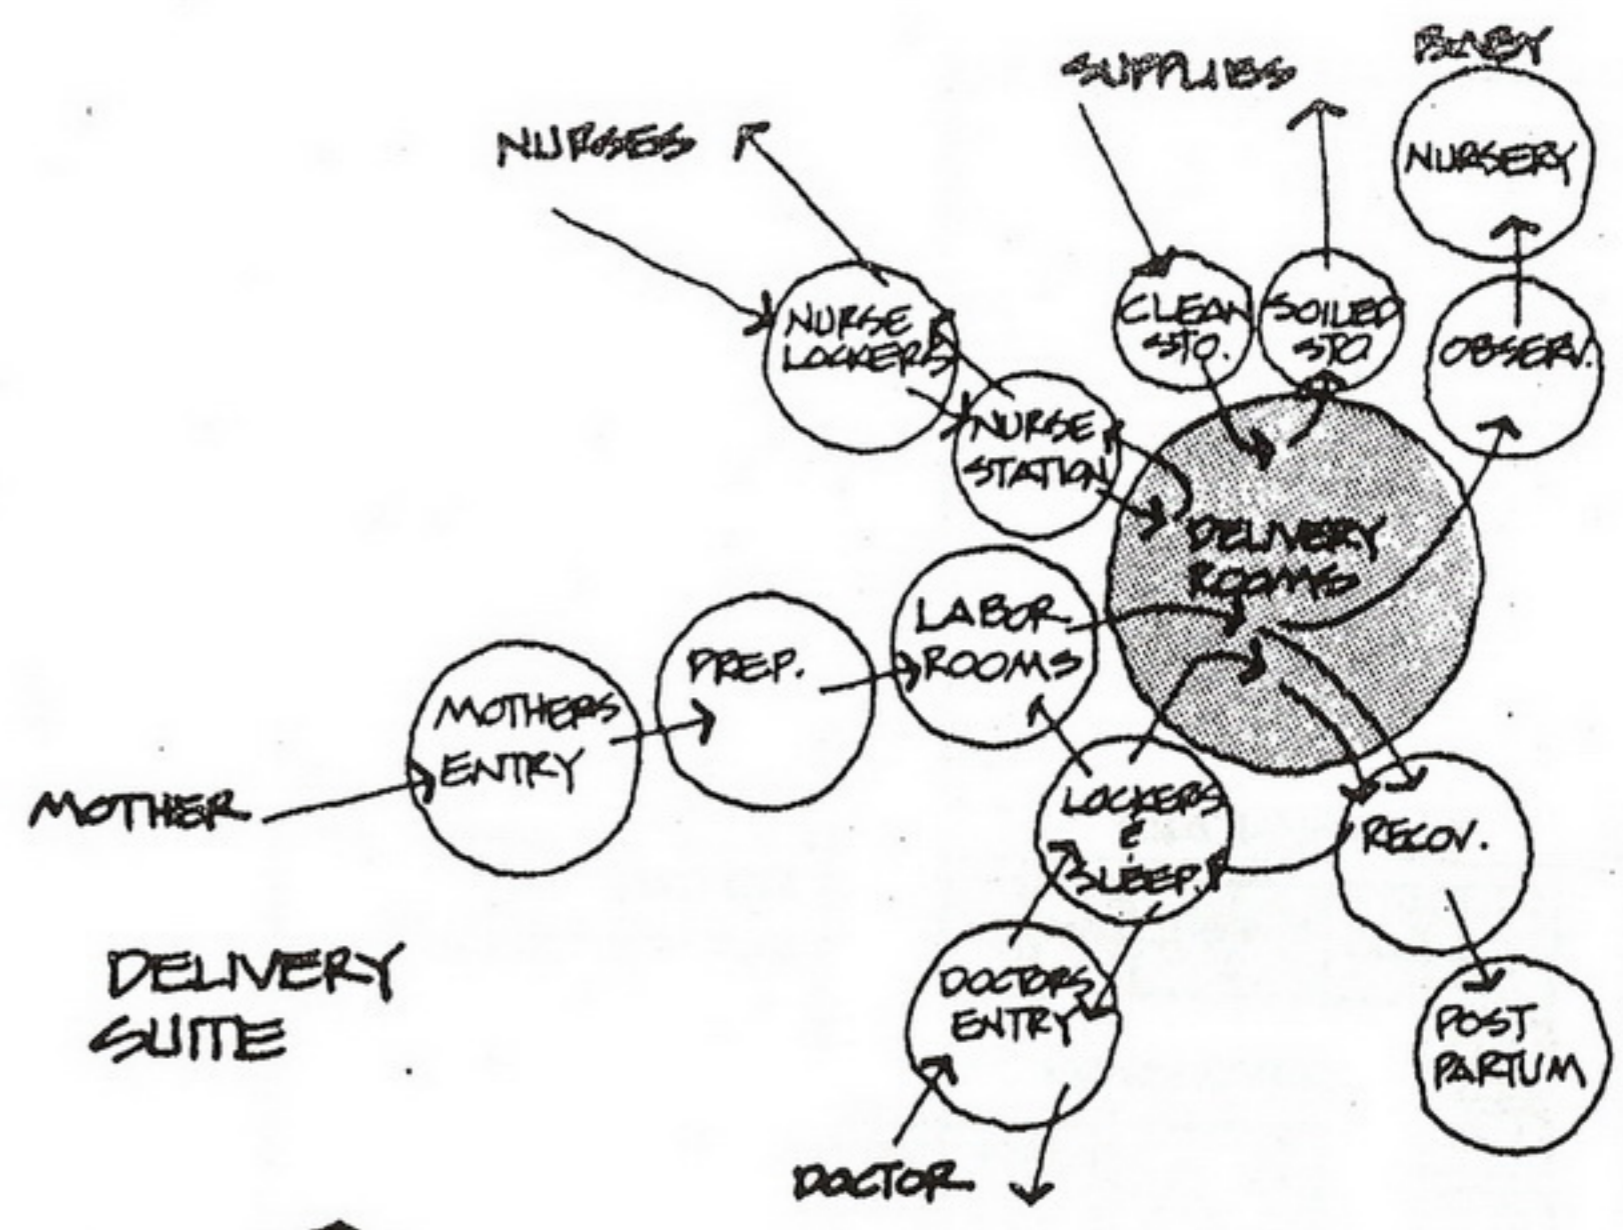 BABY
SUPPLIES
NURSES
NURSERY
NURSE
LOCKERS
CLEAN
STO.
SOILED
STO
OBSERV.
NURSE
STATION
DELIVERY
ROOMS
LABOR
ROOMS
PREP.
MOTHERS
ENTRY
MOTHER
LOCKERS
&
SLEEP.
RECOV.
DOCTORS
ENTRY
POST
PARTUM
DOCTOR
DELIVERY
SUITE